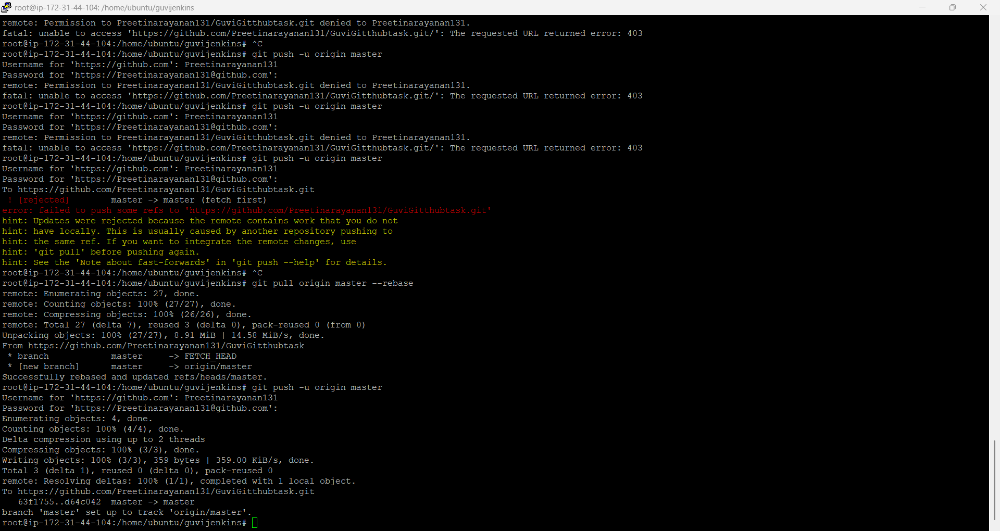 root@ip-172-31-44-104: /home/ubuntu/guvijenkins
remote: Permission to Preetinarayanan131/GuviGitthubtask.git denied to Preetinarayanan131.
fatal: unable to access 'https://github.com/Preetinarayanan131/GuviGitthubtask.git/': The requested URL returned error: 403
root@ip-172-31-44-104:/home/ubuntu/guvijenkins# ^C
root@ip-172-31-44-104:/home/ubuntu/guvijenkins# git push -u origin master
Username for 'https://github.com': Preetinarayanan131
Password for 'https://Preetinarayanan131@github.com':
remote: Permission to Preetinarayanan131/GuviGitthubtask.git denied to Preetinarayanan131.
fatal: unable to access 'https://github.com/Preetinarayanan131/GuviGitthubtask.git/': The requested URL returned error: 403
root@ip-172-31-44-104:/home/ubuntu/guvijenkins# git push -u origin master
Username for 'https://github.com': Preetinarayanan131
Password for 'https://Preetinarayanan131@github.com':
remote: Permission to Preetinarayanan131/GuviGitthubtask.git denied to Preetinarayanan131.
fatal: unable to access 'https://github.com/Preetinarayanan131/GuviGitthubtask.git/': The requested URL returned error: 403
root@ip-172-31-44-104:/home/ubuntu/guvijenkins# git push -u origin master
Username for 'https://github.com': Preetinarayanan131
Password for 'https://Preetinarayanan131@github.com':
To https://github.com/Preetinarayanan131/GuviGitthubtask.git
 ! [rejected]        master -> master (fetch first)
error: failed to push some refs to 'https://github.com/Preetinarayanan131/GuviGitthubtask.git'
hint: Updates were rejected because the remote contains work that you do not
hint: have locally. This is usually caused by another repository pushing to
hint: the same ref. If you want to integrate the remote changes, use
hint: 'git pull' before pushing again.
hint: See the 'Note about fast-forwards' in 'git push --help' for details.
root@ip-172-31-44-104:/home/ubuntu/guvijenkins# ^C
root@ip-172-31-44-104:/home/ubuntu/guvijenkins# git pull origin master --rebase
remote: Enumerating objects: 27, done.
remote: Counting objects: 100% (27/27), done.
remote: Compressing objects: 100% (26/26), done.
remote: Total 27 (delta 7), reused 3 (delta 0), pack-reused 0 (from 0)
Unpacking objects: 100% (27/27), 8.91 MiB | 14.58 MiB/s, done.
From https://github.com/Preetinarayanan131/GuviGitthubtask
 * branch            master     -> FETCH_HEAD
 * [new branch]      master     -> origin/master
Successfully rebased and updated refs/heads/master.
root@ip-172-31-44-104:/home/ubuntu/guvijenkins# git push -u origin master
Username for 'https://github.com': Preetinarayanan131
Password for 'https://Preetinarayanan131@github.com':
Enumerating objects: 4, done.
Counting objects: 100% (4/4), done.
Delta compression using up to 2 threads
Compressing objects: 100% (3/3), done.
Writing objects: 100% (3/3), 359 bytes | 359.00 KiB/s, done.
Total 3 (delta 1), reused 0 (delta 0), pack-reused 0
remote: Resolving deltas: 100% (1/1), completed with 1 local object.
To https://github.com/Preetinarayanan131/GuviGitthubtask.git
   63f1755..d64c042  master -> master
branch 'master' set up to track 'origin/master'.
root@ip-172-31-44-104:/home/ubuntu/guvijenkins#